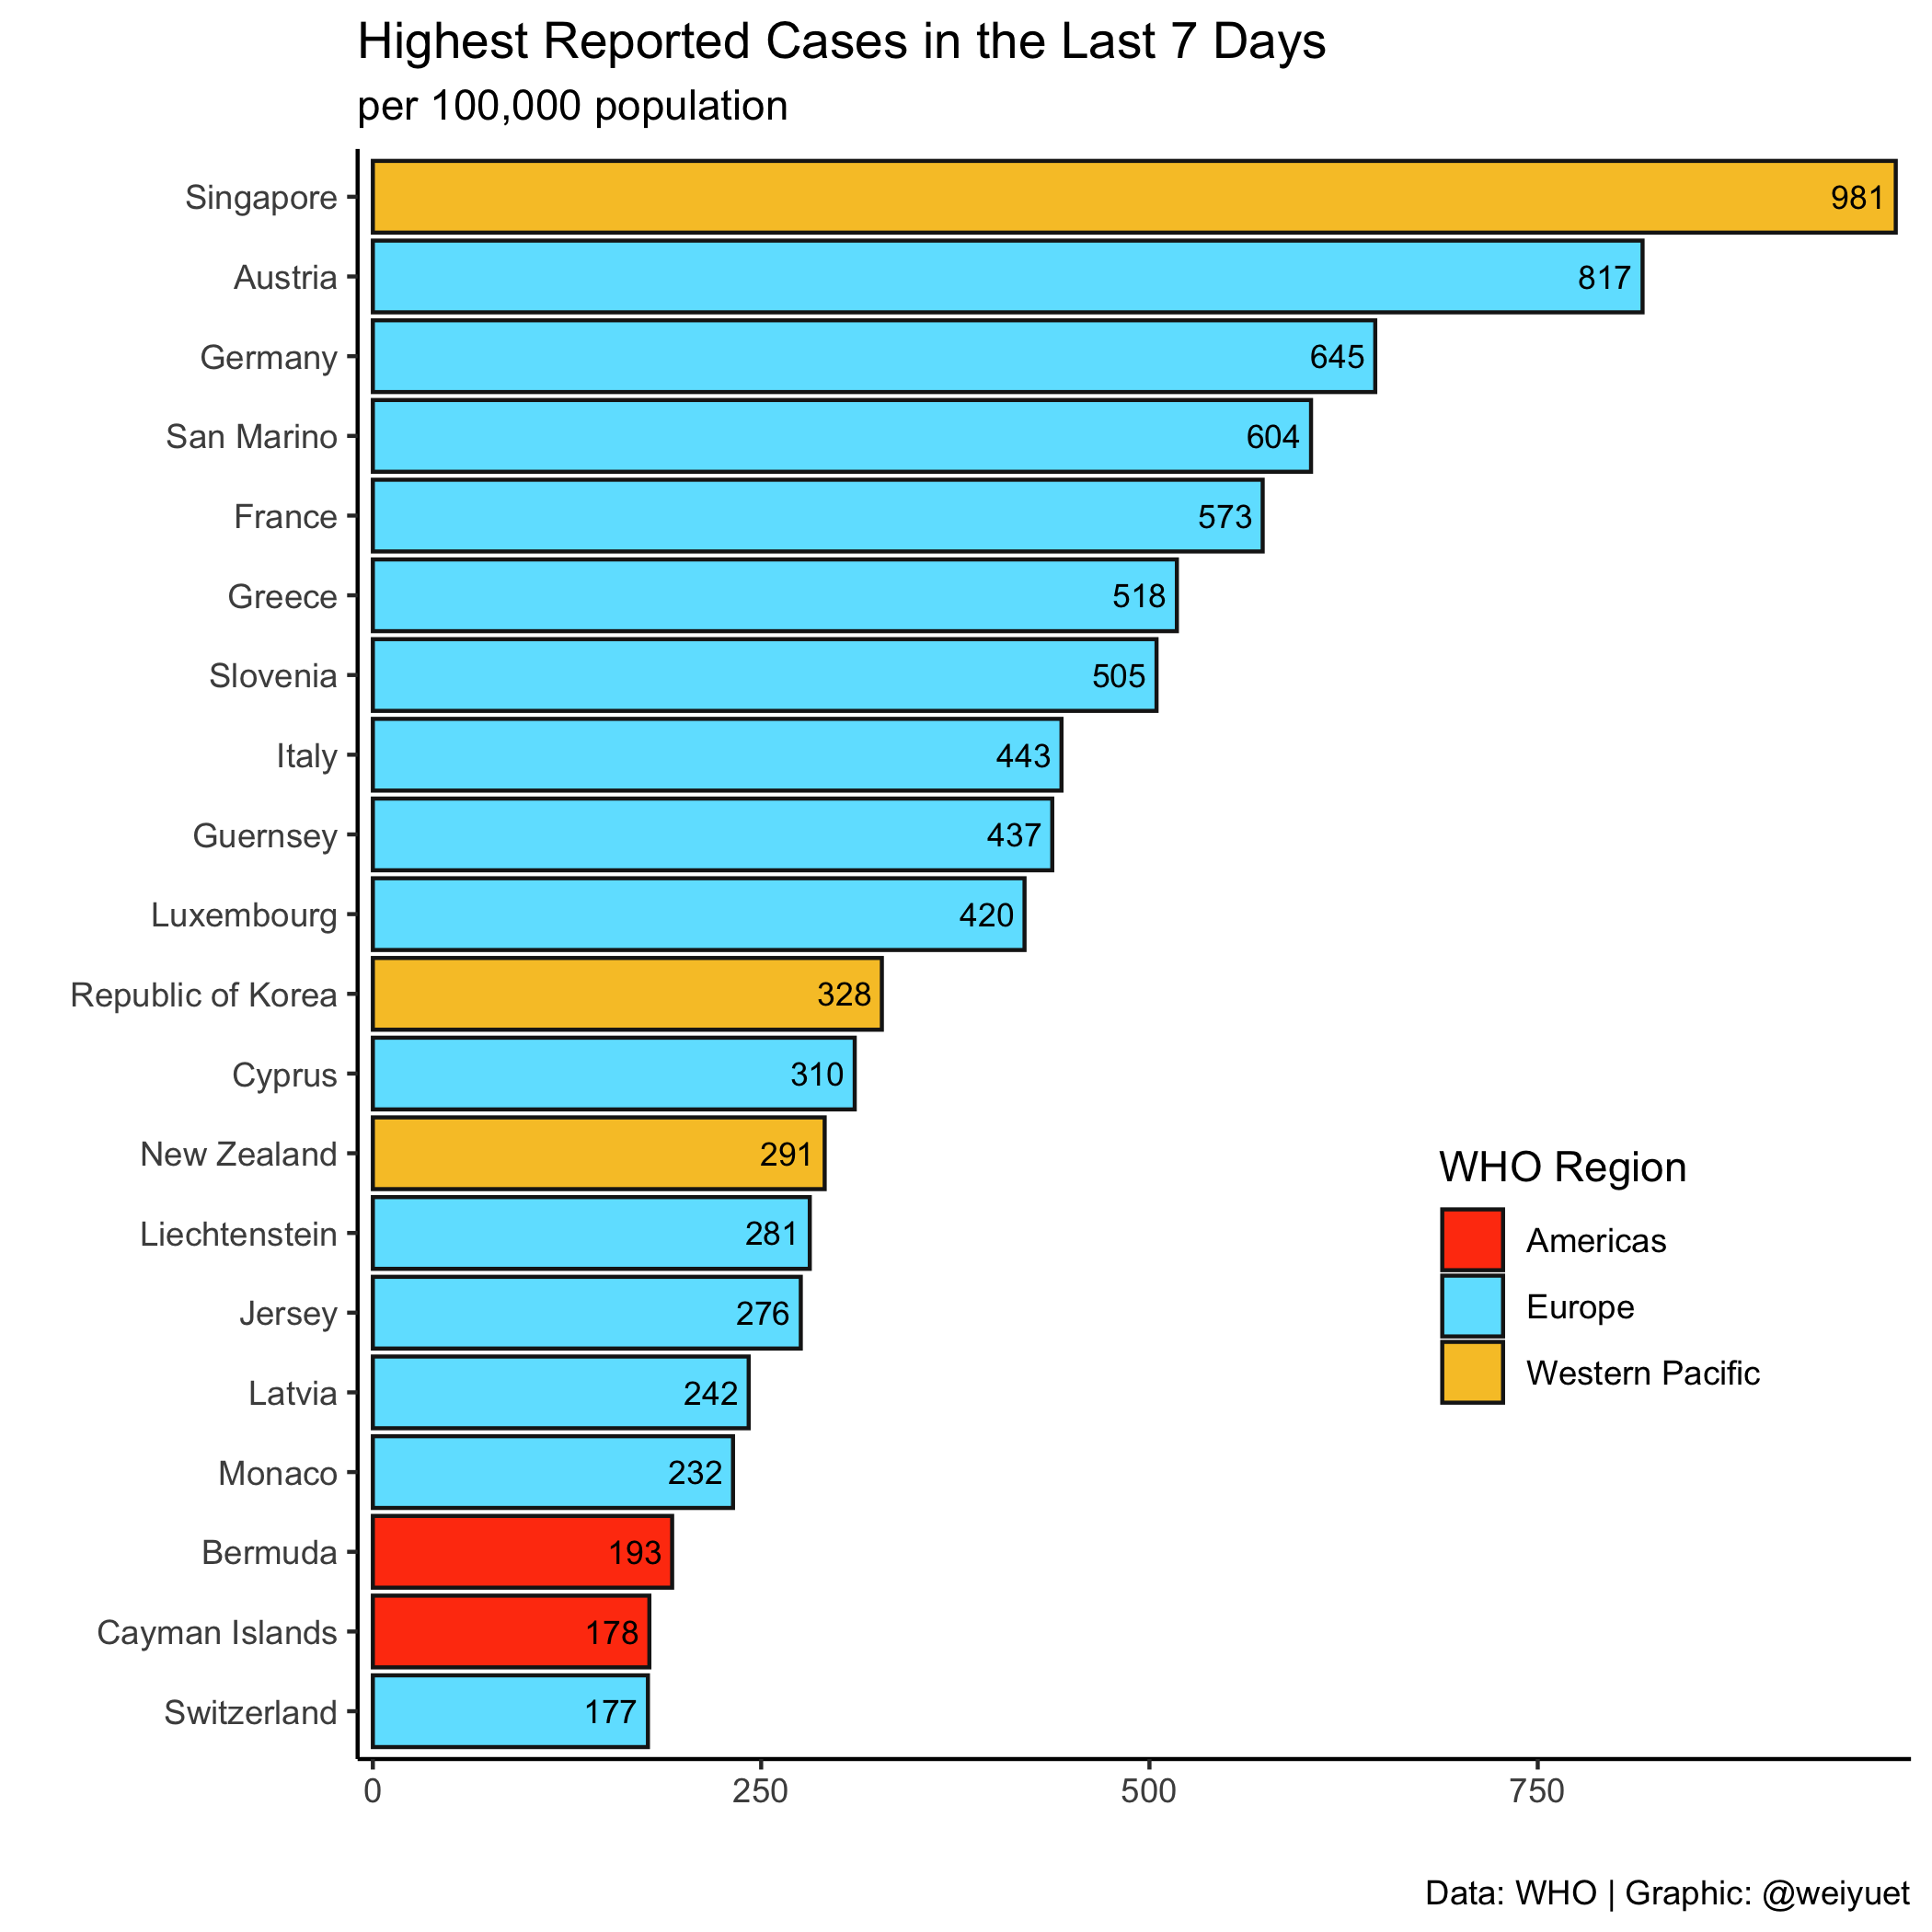 Highest Reported Cases in the Last 7 Days
per 100,000 population
Singapore 981
Austria 817
Germany 645
San Marino 604
France 573
Greece 518
Slovenia 505
Italy 443
Guernsey 437
Luxembourg 420
Republic of Korea 328
Cyprus 310
New Zealand 291
Liechtenstein 281
Jersey 276
Latvia 242
Monaco 232
Bermuda 193
Cayman Islands 178
Switzerland 177
0 250 500 750
WHO Region
Americas
Europe
Western Pacific
Data: WHO | Graphic: @weiyuet